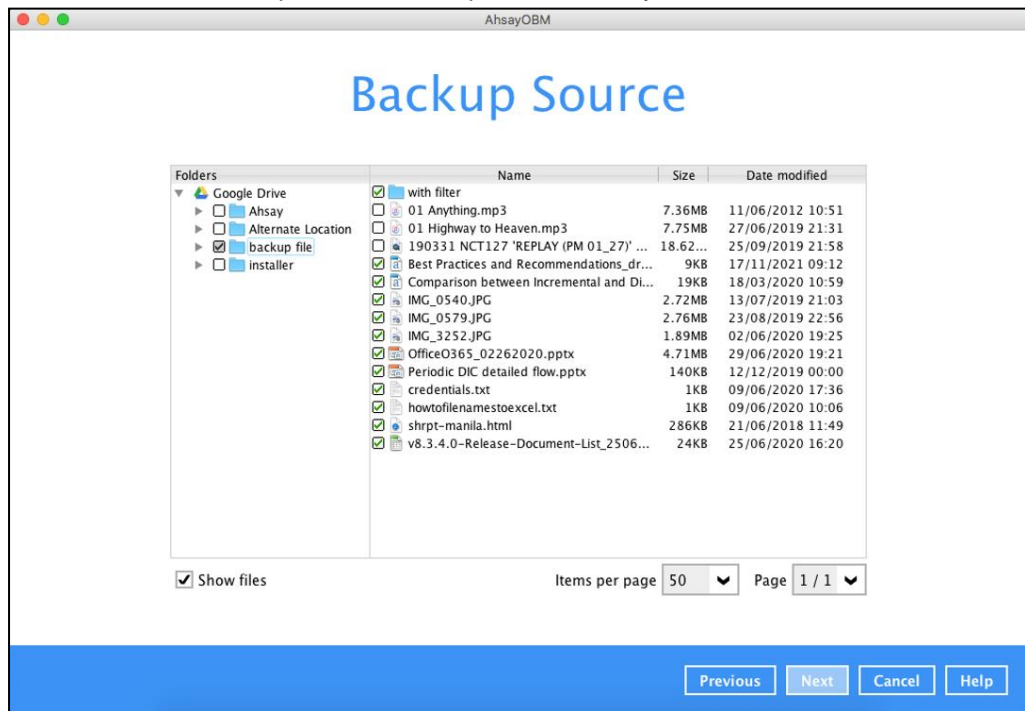 AhsayOBM
Backup Source
Folders
Name Size Date modified
Google Drive
Ahsay
Alternate Location
backup file
installer
with filter
01 Anything.mp3 7.36MB 11/06/2012 10:51
01 Highway to Heaven.mp3 7.75MB 27/06/2019 21:31
190331 NCT127 'REPLAY (PM 01_27)' ... 18.62... 25/09/2019 21:58
Best Practices and Recommendations_dr... 9KB 17/11/2021 09:12
Comparison between Incremental and Di... 19KB 18/03/2020 10:59
IMG_0540.JPG 2.72MB 13/07/2019 21:03
IMG_0579.JPG 2.76MB 23/08/2019 22:56
IMG_3252.JPG 1.89MB 02/06/2020 19:25
OfficeO365_02262020.pptx 4.71MB 29/06/2020 19:21
Periodic DIC detailed flow.pptx 140KB 12/12/2019 00:00
credentials.txt 1KB 09/06/2020 17:36
howtofilenamestoexcel.txt 1KB 09/06/2020 10:06
shrpt-manila.html 286KB 21/06/2018 11:49
v8.3.4.0-Release-Document-List_2506... 24KB 25/06/2020 16:20
Show files Items per page 50 Page 1 / 1
Previous Next Cancel Help